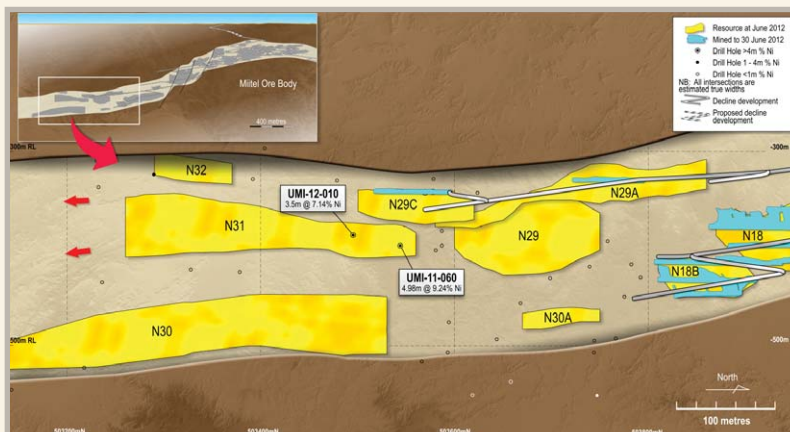 Miitel Ore Body
400 metres
Resource at June 2012
Mined to 30 June 2012
Drill Hole >4m % Ni
Drill Hole 1 - 4m % Ni
Drill Hole <1m % Ni
NB: All intersections are
estimated true widths
Decline development
Proposed decline
development
-300m RL
N32
UMI-12-010
3.5m @ 7.14% Ni
N31
N29C
N29A
N29
N18
N18B
UMI-11-060
4.98m @ 9.24% Ni
N30
N30A
-500m RL
North
100 metres
503400mN
503600mN